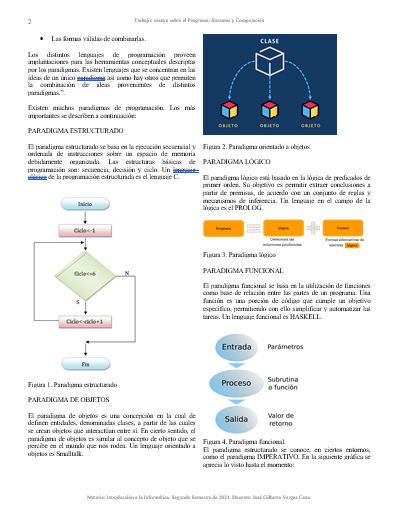 2
Trabajo: ensayo sobre el Programa: Sistemas y Computación
• Las formas válidas de combinarlas.
Los distintos lenguajes de programación proveen
implantaciones para las herramientas conceptuales descriptas
por los paradigmas. Existen lenguajes que se concentran en las
ideas de un único paradigma así como hay otros que permiten
la combinación de ideas provenientes de distintos
paradigmas.".
Existen muchos paradigmas de programación. Los más
importantes se describen a continuación:
PARADIGMA ESTRUCTURADO
El paradigma estructurado se basa en la ejecución secuencial y
ordenada de instrucciones sobre un espacio de memoria
debidamente organizada. Las estructuras básicas de
programación son: secuencia, decisión y ciclo. Un lenguaje
clásico de la programación estructurada es el lenguaje C.
Inicio
Ciclo<-1
Ciclo<=6
N
S
Ciclo<-ciclo+1
Fin
Figura 1. Paradigma estructurado
PARADIGMA DE OBJETOS
El paradigma de objetos es una concepción en la cual de
definen entidades, denominadas clases, a partir de las cuales
se crean objetos que interactúan entre sí. En cierto sentido, el
paradigma de objetos es similar al concepto de objeto que se
percibe en el mundo que nos rodea. Un lenguaje orientado a
objetos es Smalltalk.
CLASE
OBJETO OBJETO OBJETO
Figura 2. Paradigma orientado a objetos
PARADIGMA LÓGICO
El paradigma lógico está basado en la lógica de predicados de
primer orden. Su objetivo es permitir extraer conclusiones a
partir de premisas, de acuerdo con un conjunto de reglas y
mecanismos de inferencia. Un lenguaje en el campo de la
lógica es el PROLOG.
Programa Lógica Control
Determina las soluciones producidas
Formas alternativas de ejecutar lógica
Figura 3. Paradigma lógico
PARADIGMA FUNCIONAL
El paradigma funcional se basa en la utilización de funciones
como base de relación entre las partes de un programa. Una
función es una porción de código que cumple un objetivo
específico, permitiendo con ello simplificar y automatizar las
tareas. Un lenguaje funcional es HASKELL.
Entrada Parámetros
Proceso Subrutina o función
Salida Valor de retorno
Figura 4. Paradigma funcional.
El paradigma estructurado se conoce, en ciertos entornos,
como el paradigma IMPERATIVO. En la siguiente gráfica se
aprecia lo visto hasta el momento:
Materia: Introducción a la Informática. Segundo Semestre de 2021. Docente: José Gilberto Vargas Cano.